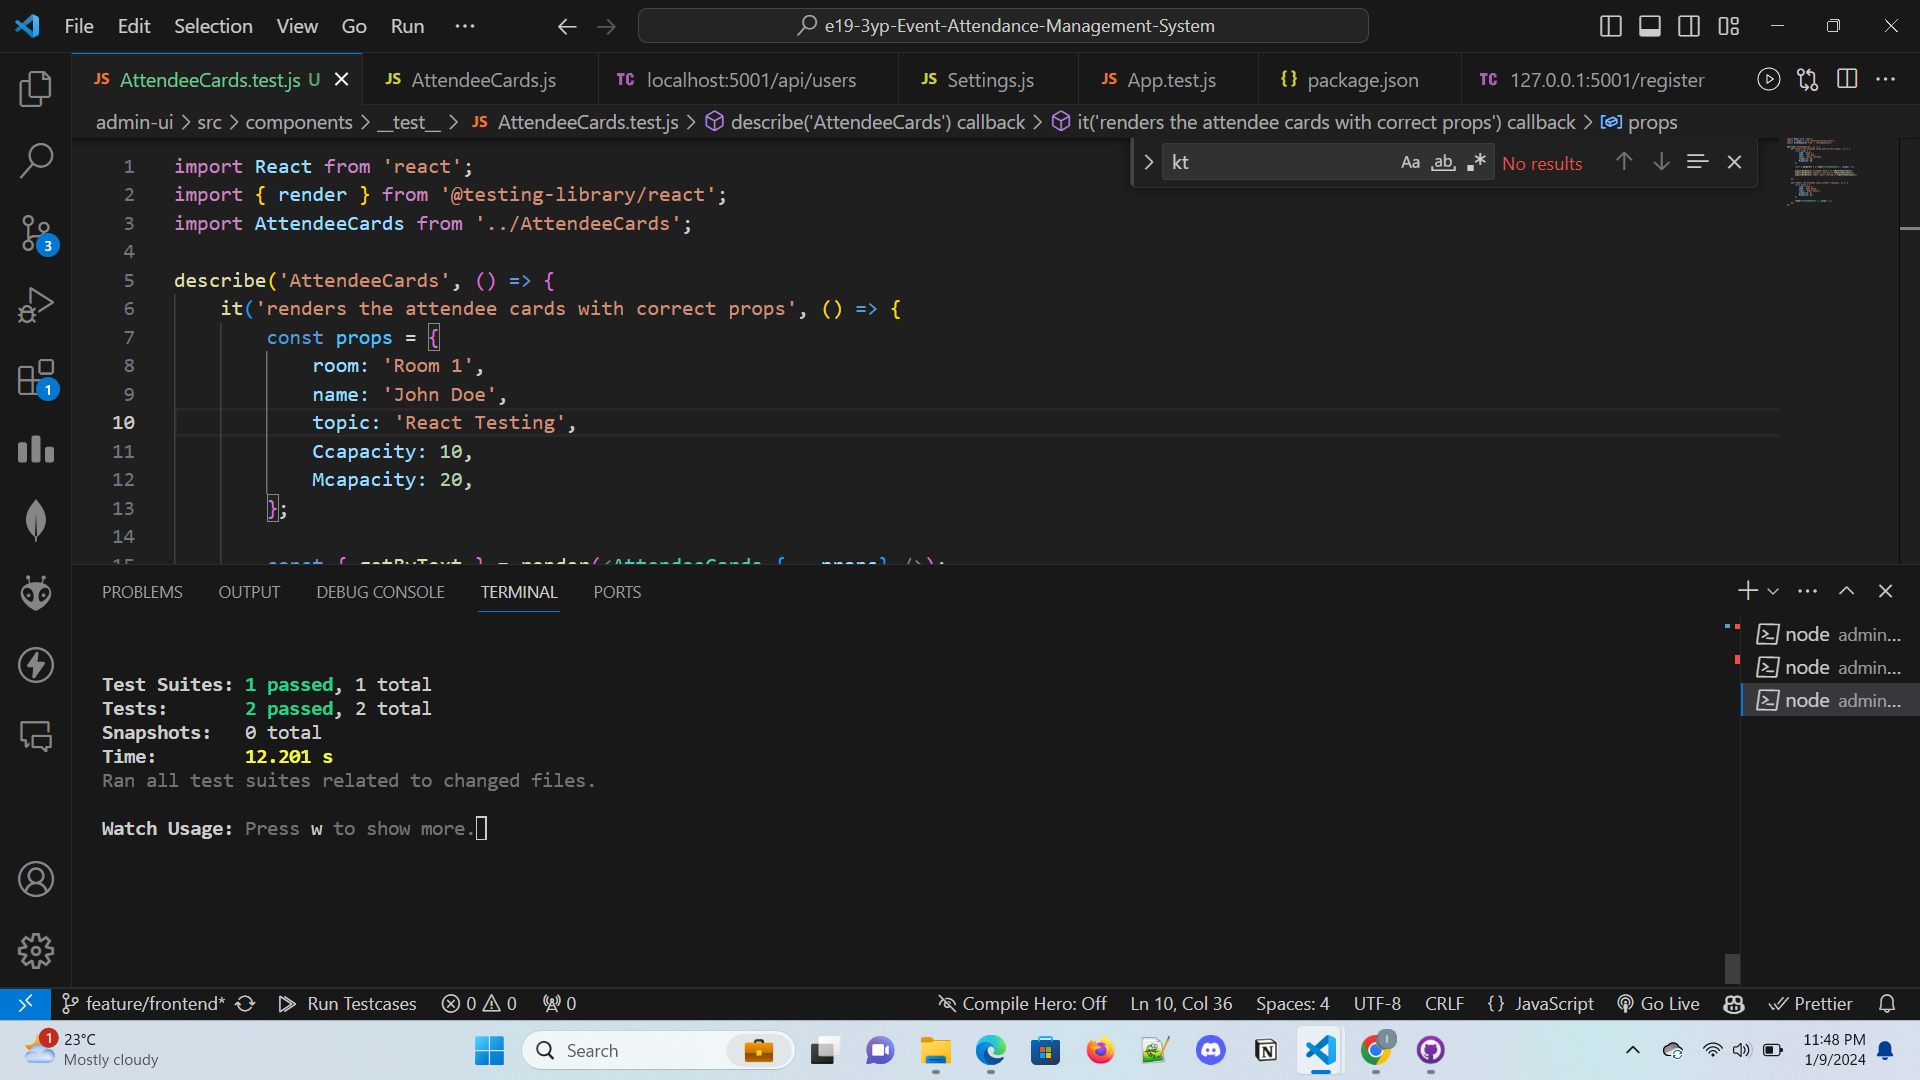 File Edit Selection View Go Run ··· e19-3yp-Event-Attendance-Management-System
JS AttendeeCards.test.js U JS AttendeeCards.js TC localhost:5001/api/users JS Settings.js JS App.test.js {} package.json TC 127.0.0.1:5001/register
admin-ui > src > components > __test__ > JS AttendeeCards.test.js > describe('AttendeeCards') callback > it('renders the attendee cards with correct props') callback > props
kt Aa ab .* No results
1 import React from 'react';
2 import { render } from '@testing-library/react';
3 import AttendeeCards from '../AttendeeCards';
4
5 describe('AttendeeCards', () => {
6 it('renders the attendee cards with correct props', () => {
7 const props = {
8 room: 'Room 1',
9 name: 'John Doe',
10 topic: 'React Testing',
11 Ccapacity: 10,
12 Mcapacity: 20,
13 };
14
15 const { getByText } = render(<AttendeeCards {...props} />);
3
1
PROBLEMS OUTPUT DEBUG CONSOLE TERMINAL PORTS
node admin...
node admin...
node admin...
Test Suites: 1 passed, 1 total
Tests: 2 passed, 2 total
Snapshots: 0 total
Time: 12.201 s
Ran all test suites related to changed files.
Watch Usage: Press w to show more.
feature/frontend* Run Testcases 0 0 0 Compile Hero: Off Ln 10, Col 36 Spaces: 4 UTF-8 CRLF {} JavaScript Go Live Prettier
1 23°C
Mostly cloudy
Search
11:48 PM
1/9/2024